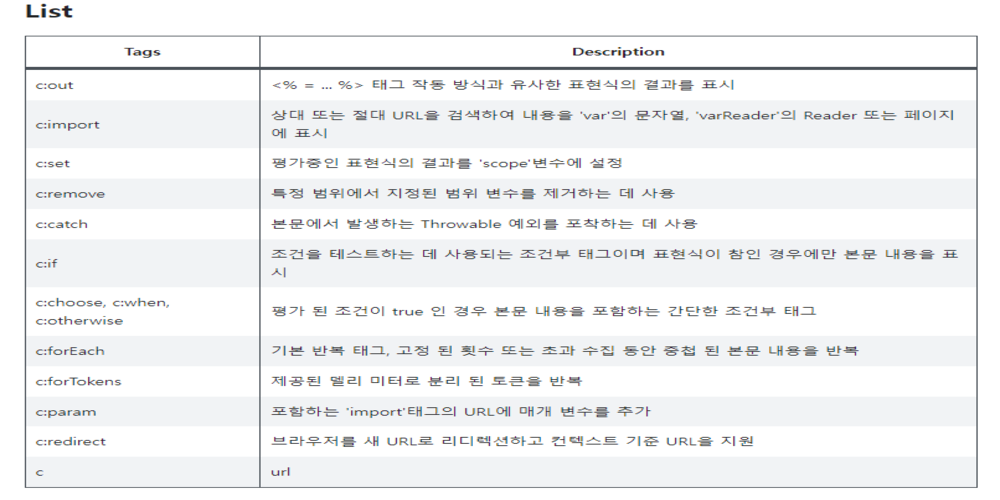 List
Tags Description
c:out <% = ... %> 태그 작동 방식과 유사한 표현식의 결과를 표시
c:import 상대 또는 절대 URL을 검색하여 내용을 'var'의 문자열, 'varReader'의 Reader 또는 페이지
에 표시
c:set 평가중인 표현식의 결과를 'scope'변수에 설정
c:remove 특정 범위에서 지정된 범위 변수를 제거하는 데 사용
c:catch 본문에서 발생하는 Throwable 예외를 포착하는 데 사용
c:if 조건을 테스트하는 데 사용되는 조건부 태그이며 표현식이 참인 경우에만 본문 내용을 표
시
c:choose, c:when,
c:otherwise 평가 된 조건이 true 인 경우 본문 내용을 포함하는 간단한 조건부 태그
c:forEach 기본 반복 태그, 고정 된 횟수 또는 초과 수집 동안 중첩 된 본문 내용을 반복
c:forTokens 제공된 델리 미터로 분리 된 토큰을 반복
c:param 포함하는 'import'태그의 URL에 매개 변수를 추가
c:redirect 브라우저를 새 URL로 리디렉션하고 컨텍스트 기준 URL을 지원
c url